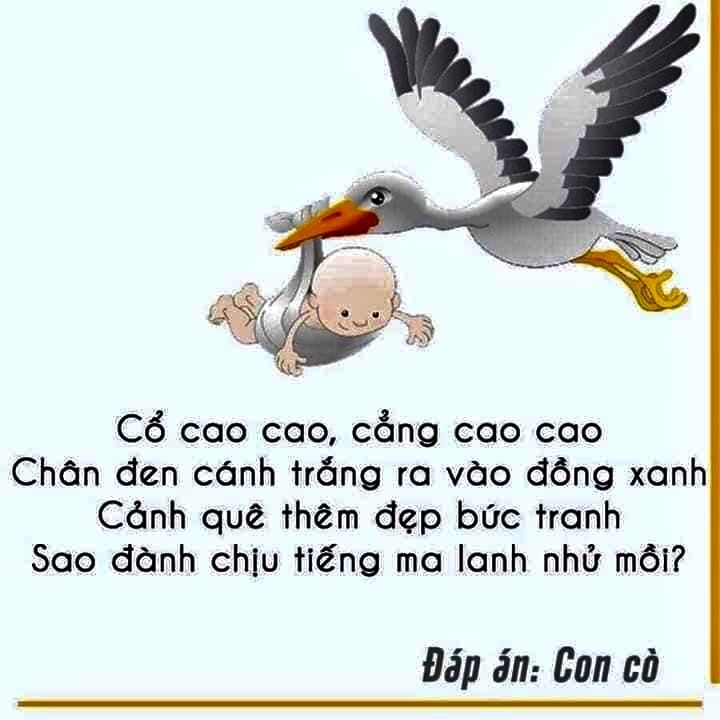 Cổ cao cao, cẳng cao cao
Chân đen cánh trắng ra vào đồng xanh
Cảnh quê thêm đẹp bức tranh
Sao đành chịu tiếng ma lanh nhử mồi?
Đáp án: Con cò